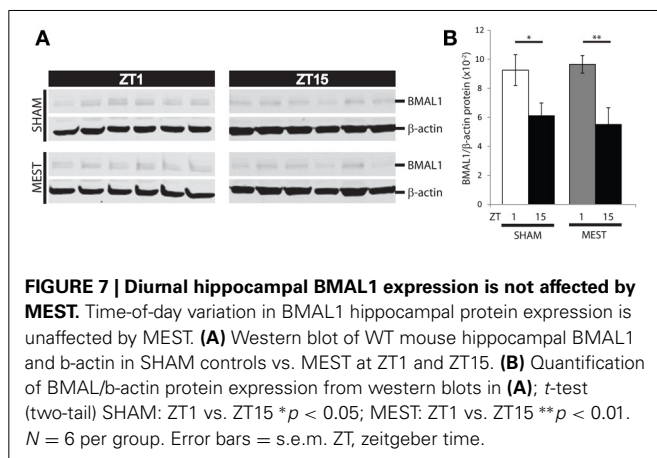 A
B
ZT1
ZT15
SHAM
BMAL1
β-actin
MEST
BMAL1
β-actin
BMAL1/β-actin protein (x10⁻²)
12
10
8
6
4
2
0
*
**
ZT 1 15 1 15
SHAM MEST
FIGURE 7 | Diurnal hippocampal BMAL1 expression is not affected by
MEST. Time-of-day variation in BMAL1 hippocampal protein expression is
unaffected by MEST. (A) Western blot of WT mouse hippocampal BMAL1
and b-actin in SHAM controls vs. MEST at ZT1 and ZT15. (B) Quantification
of BMAL/b-actin protein expression from western blots in (A); t-test
(two-tail) SHAM: ZT1 vs. ZT15 *p < 0.05; MEST: ZT1 vs. ZT15 **p < 0.01.
N = 6 per group. Error bars = s.e.m. ZT, zeitgeber time.